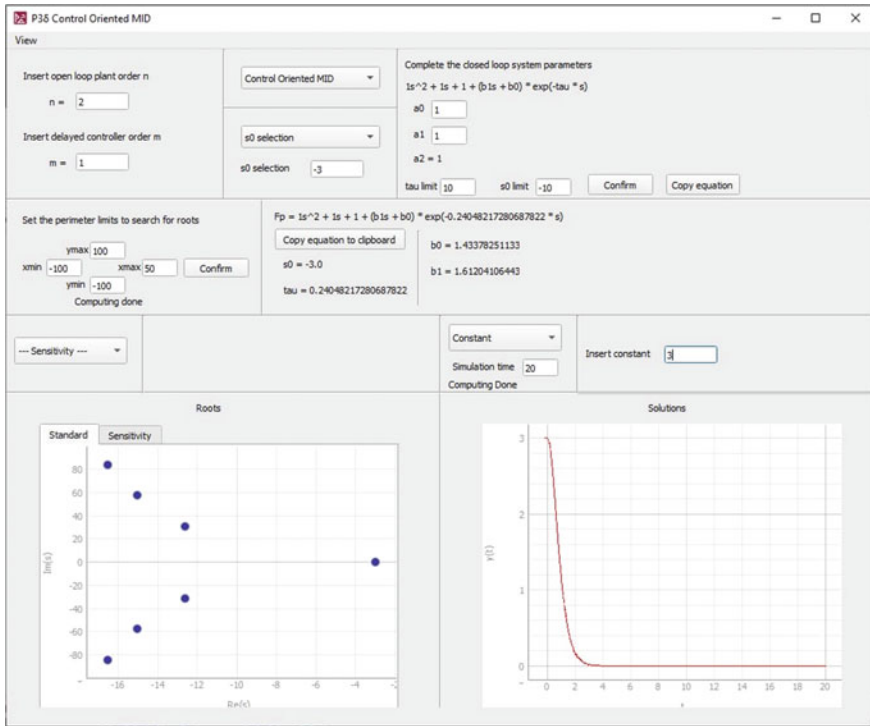 P3δ Control Oriented MID
View
Insert open loop plant order n
n = 2
Insert delayed controller order m
m = 1
Control Oriented MID
s0 selection
s0 selection -3
Complete the closed loop system parameters
1s^2 + 1s + 1 + (b1s + b0) * exp(-tau * s)
a0 1
a1 1
a2 = 1
tau limit 10 s0 limit -10 Confirm Copy equation
Set the perimeter limits to search for roots
ymax 100
xmin -100 xmax 50 Confirm
ymin -100
Computing done
Fp = 1s^2 + 1s + 1 + (b1s + b0) * exp(-0.24048217280687822 * s)
Copy equation to clipboard
s0 = -3.0
tau = 0.24048217280687822
b0 = 1.43378251133
b1 = 1.61204106443
--- Sensitivity ---
Constant
Simulation time 20
Computing Done
Insert constant 3
Roots
Standard Sensitivity
80
60
40
20
0
-20
-40
-60
-80
Im(s)
-16 -14 -12 -10 -8 -6 -4 -2
Re(s)
Solutions
3
2
1
0
y(t)
0 2 4 6 8 10 12 14 16 18 20